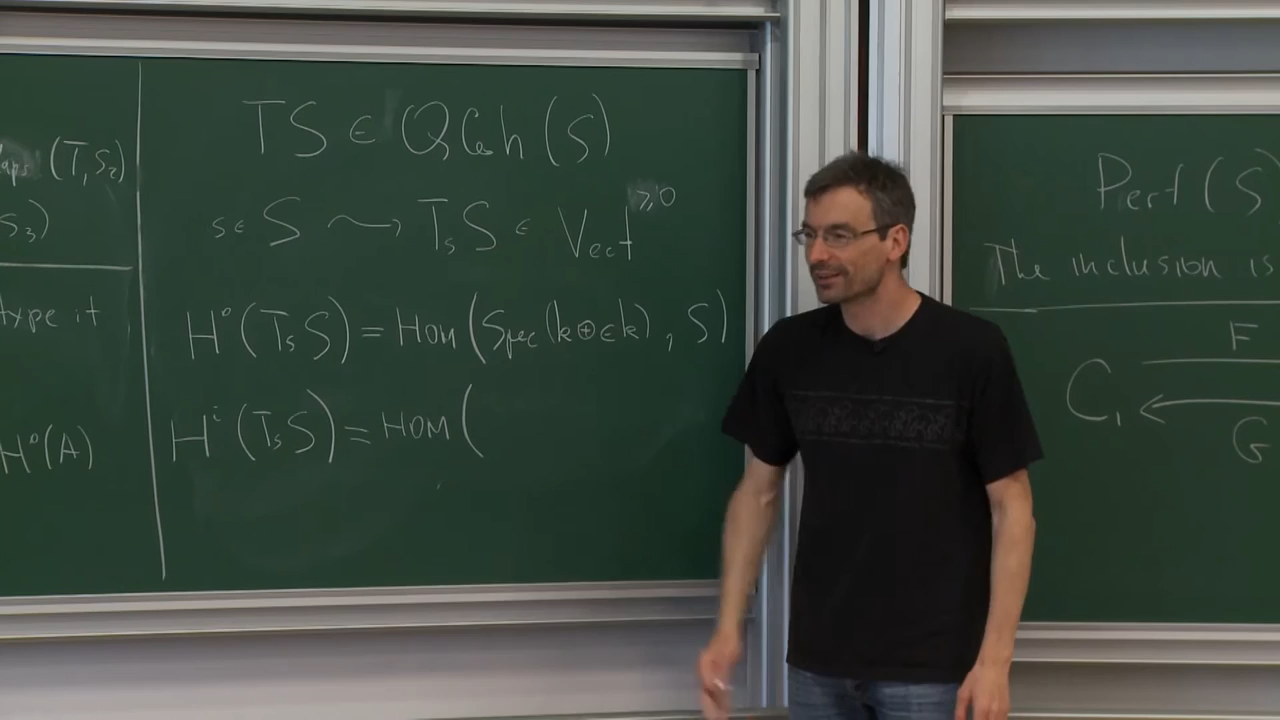 (T, S₂)
S₃)
type it
H⁰(A)
TS ∈ QCoh(S)
s∈S ⇝ TₛS ∈ Vect^≥0
H⁰(TₛS) = Hom(Spec(k⊕εk), S)
Hⁱ(TₛS) = Hom(
Perf(S)
The inclusion is
F
C₁ ←
G